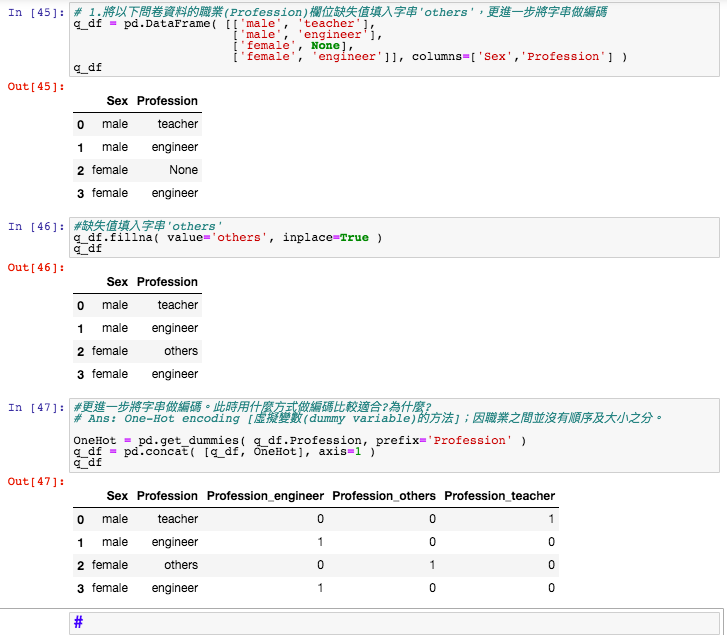 In [45]: # 1.將以下問卷資料的職業(Profession)欄位缺失值填入字串'others',更進一步將字串做編碼
q_df = pd.DataFrame( [['male', 'teacher'],
['male', 'engineer'],
['female', None],
['female', 'engineer']], columns=['Sex','Profession'] )
q_df
Out[45]:
Sex Profession
0 male teacher
1 male engineer
2 female None
3 female engineer
In [46]: #缺失值填入字串'others'
q_df.fillna( value='others', inplace=True )
q_df
Out[46]:
Sex Profession
0 male teacher
1 male engineer
2 female others
3 female engineer
In [47]: #更進一步將字串做編碼。此時用什麼方式做編碼比較適合?為什麼?
# Ans: One-Hot encoding [虛擬變數(dummy variable)的方法];因職業之間並沒有順序及大小之分。
OneHot = pd.get_dummies( q_df.Profession, prefix='Profession' )
q_df = pd.concat( [q_df, OneHot], axis=1 )
q_df
Out[47]:
Sex Profession Profession_engineer Profession_others Profession_teacher
0 male teacher 0 0 1
1 male engineer 1 0 0
2 female others 0 1 0
3 female engineer 1 0 0
#